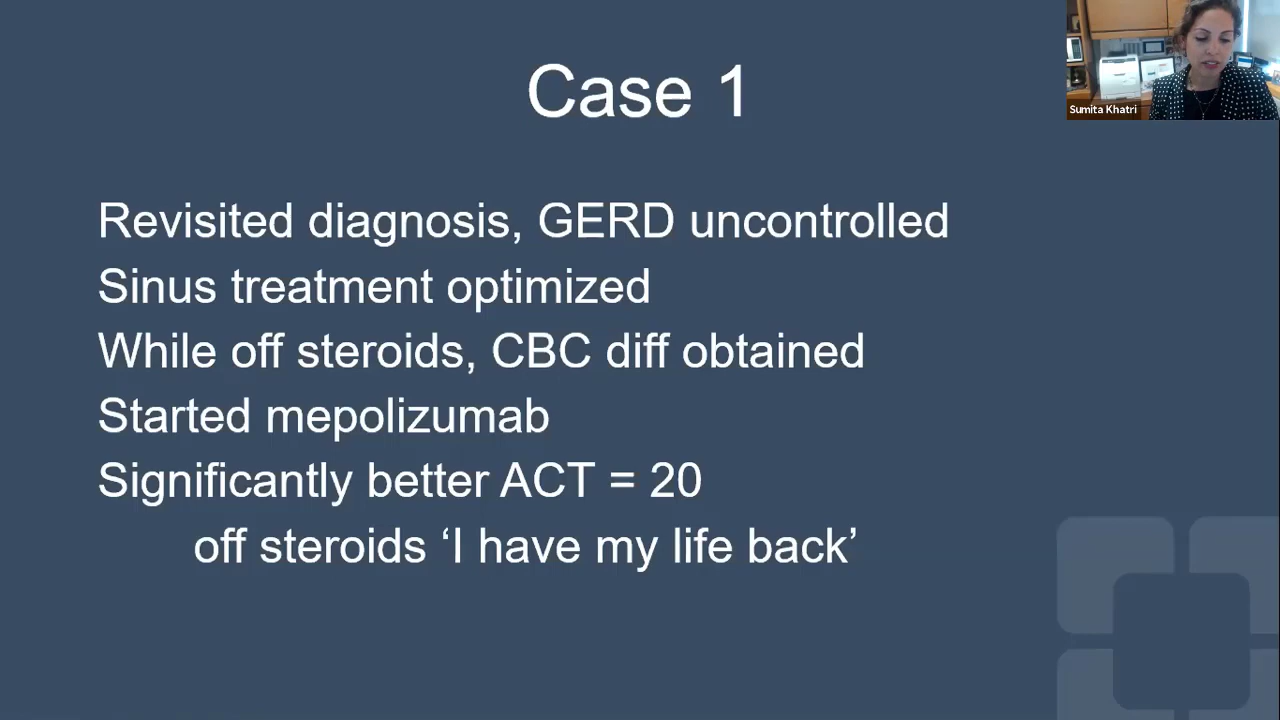 Case 1
Sumita Khatri
Revisited diagnosis, GERD uncontrolled
Sinus treatment optimized
While off steroids, CBC diff obtained
Started mepolizumab
Significantly better ACT = 20
off steroids ‘I have my life back’